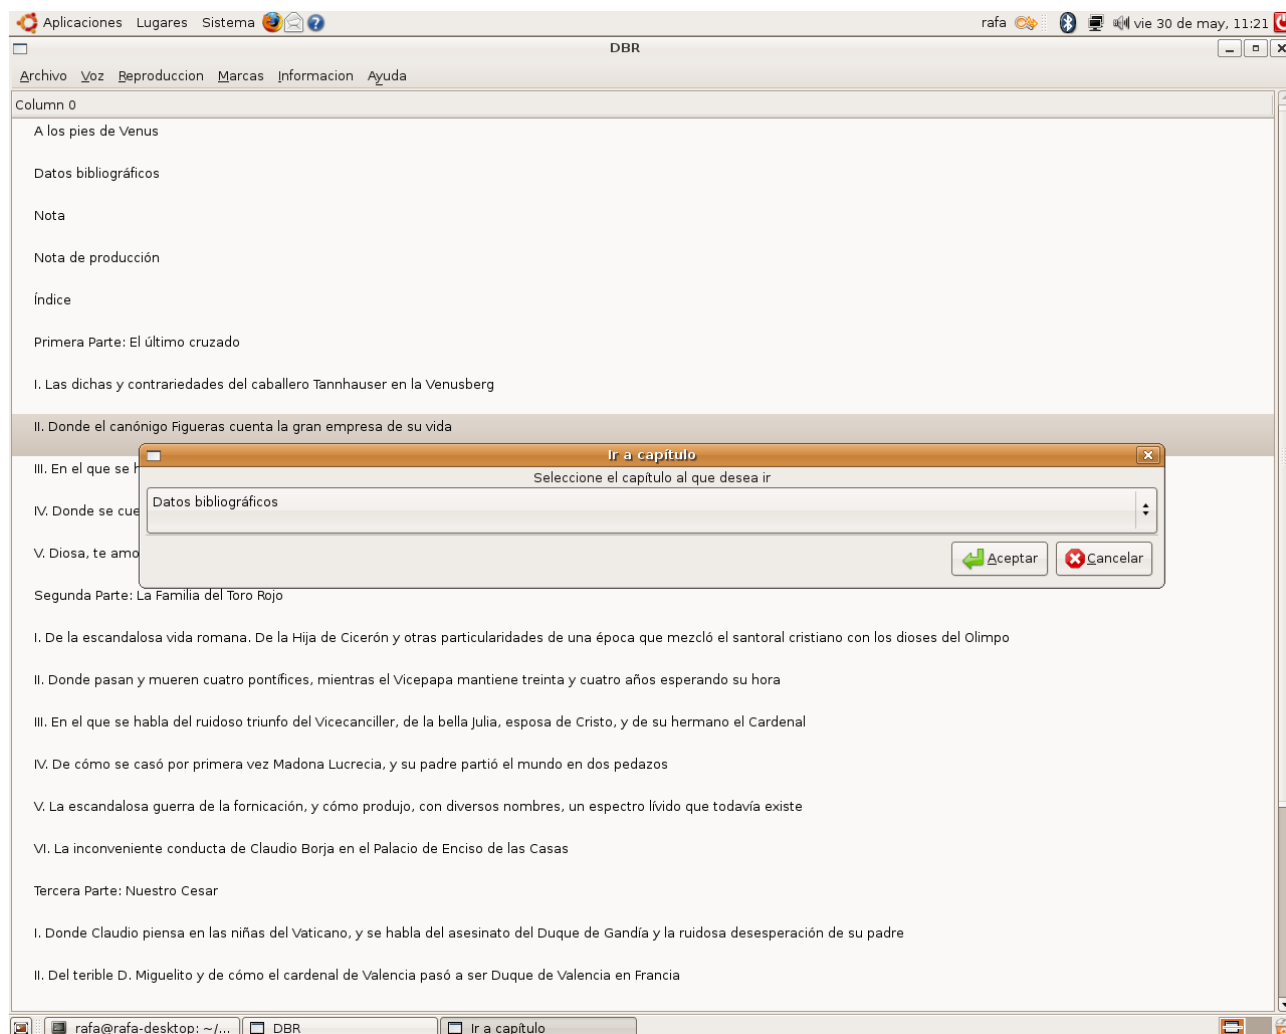 Aplicaciones Lugares Sistema rafa vie 30 de may, 11:21
DBR
Archivo Voz Reproduccion Marcas Informacion Ayuda
Column 0
A los pies de Venus
Datos bibliográficos
Nota
Nota de producción
Índice
Primera Parte: El último cruzado
I. Las dichas y contrariedades del caballero Tannhauser en la Venusberg
II. Donde el canónigo Figueras cuenta la gran empresa de su vida
III. En el que se
IV. Donde se cue
V. Diosa, te amo
Ir a capítulo
Seleccione el capítulo al que desea ir
Datos bibliográficos
Aceptar Cancelar
Segunda Parte: La Familia del Toro Rojo
I. De la escandalosa vida romana. De la Hija de Cicerón y otras particularidades de una época que mezcló el santoral cristiano con los dioses del Olimpo
II. Donde pasan y mueren cuatro pontífices, mientras el Vicepapa mantiene treinta y cuatro años esperando su hora
III. En el que se habla del ruidoso triunfo del Vicecanciller, de la bella Julia, esposa de Cristo, y de su hermano el Cardenal
IV. De cómo se casó por primera vez Madona Lucrecia, y su padre partió el mundo en dos pedazos
V. La escandalosa guerra de la fornicación, y cómo produjo, con diversos nombres, un espectro lívido que todavía existe
VI. La inconveniente conducta de Claudio Borja en el Palacio de Enciso de las Casas
Tercera Parte: Nuestro Cesar
I. Donde Claudio piensa en las niñas del Vaticano, y se habla del asesinato del Duque de Gandía y la ruidosa desesperación de su padre
II. Del terible D. Miguelito y de cómo el cardenal de Valencia pasó a ser Duque de Valencia en Francia
rafa@rafa-desktop: ~/... DBR Ir a capítulo